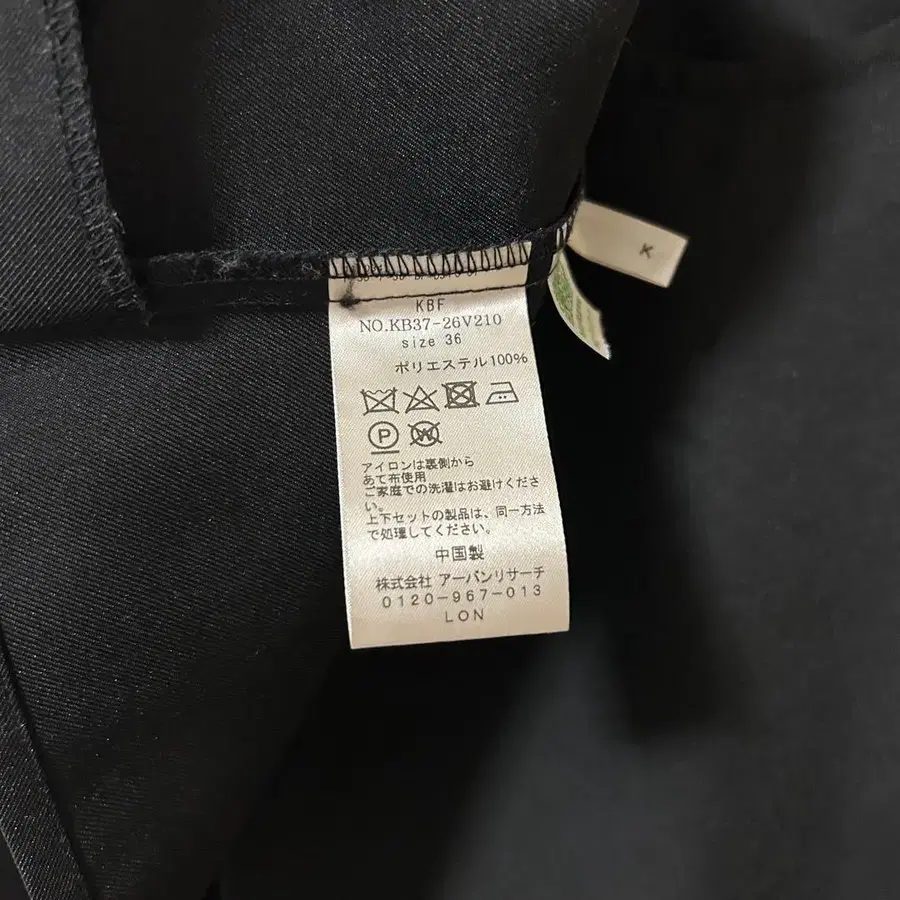 KBF
NO.KB37-26V210
size 36
ポリエステル100%
P W
アイロンは裏側から
あて布使用
ご家庭での洗濯はお避けくださ
い。
上下セットの製品は、同一方法
で処理してください。
中国製
株式会社 アーバンリサーチ
0120-967-013
LON
K